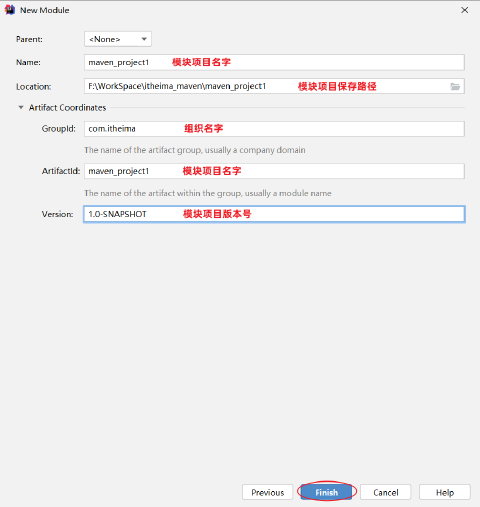 New Module
Parent: <None>
Name: maven_project1 模块项目名字
Location: F:\WorkSpace\itheima_maven\maven_project1 模块项目保存路径
Artifact Coordinates
GroupId: com.itheima 组织名字
The name of the artifact group, usually a company domain
ArtifactId: maven_project1 模块项目名字
The name of the artifact within the group, usually a module name
Version: 1.0-SNAPSHOT 模块项目版本号
Previous Finish Cancel Help